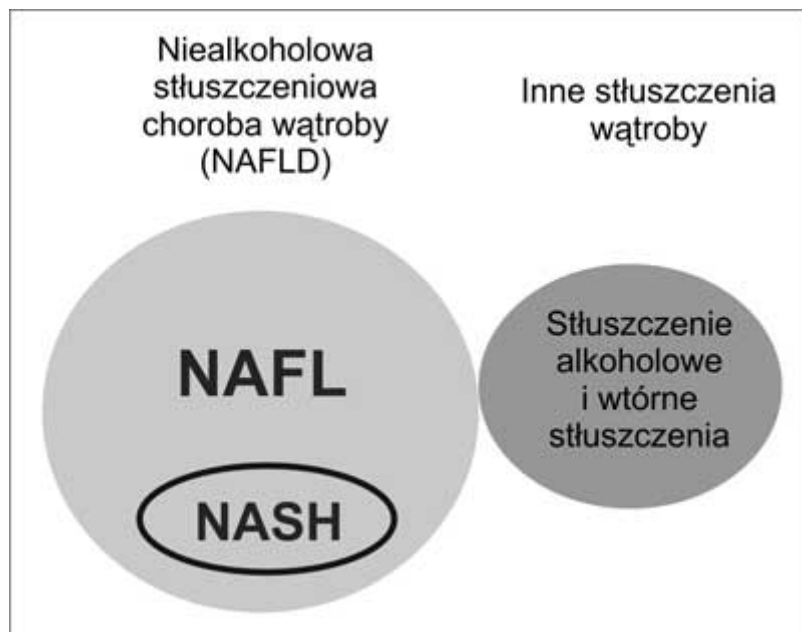 Niealkoholowa
stłuszczeniowa
choroba wątroby
(NAFLD)
Inne stłuszczenia
wątroby
NAFL
NASH
Stłuszczenie
alkoholowe
i wtórne
stłuszczenia